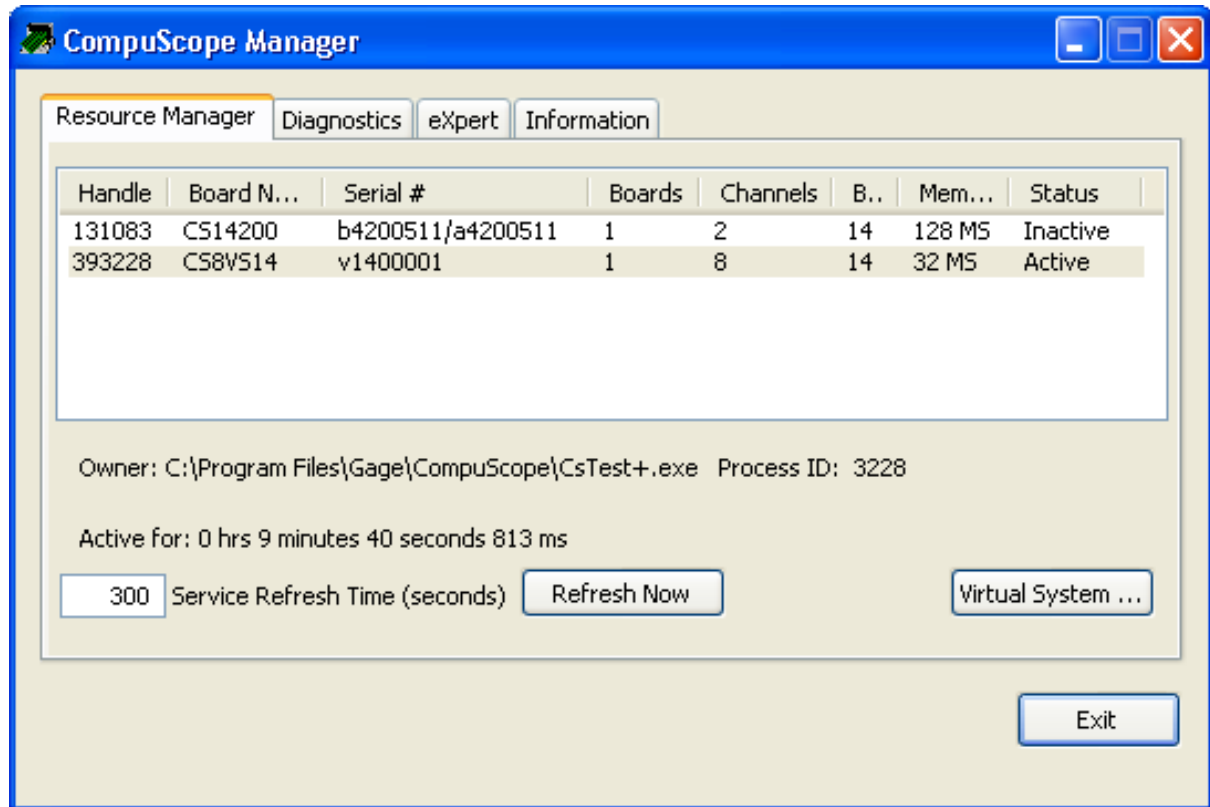 CompuScope Manager
Resource Manager Diagnostics eXpert Information
Handle Board N... Serial # Boards Channels B.. Mem... Status
131083 CS14200 b4200511/a4200511 1 2 14 128 MS Inactive
393228 CS8VS14 v1400001 1 8 14 32 MS Active
Owner: C:\Program Files\Gage\CompuScope\CsTest+.exe Process ID: 3228
Active for: 0 hrs 9 minutes 40 seconds 813 ms
300 Service Refresh Time (seconds) Refresh Now Virtual System ...
Exit